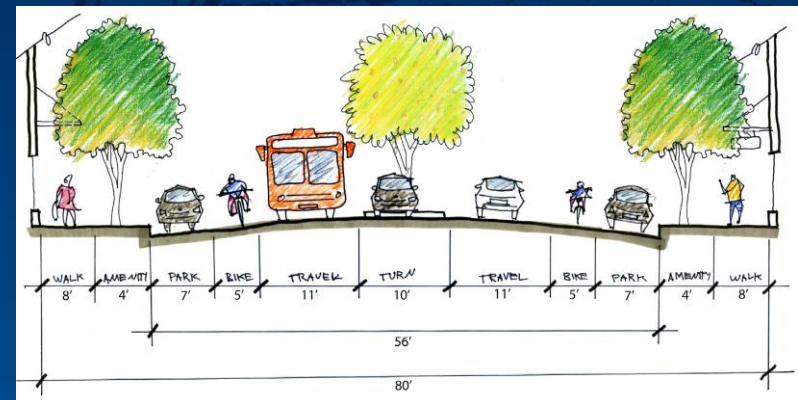 WALK AMENITY PARK BIKE TRAVEL TURN TRAVEL BIKE PARK AMENITY WALK
8' 4' 7' 5' 11' 10' 11' 5' 7' 4' 8'
56'
80'